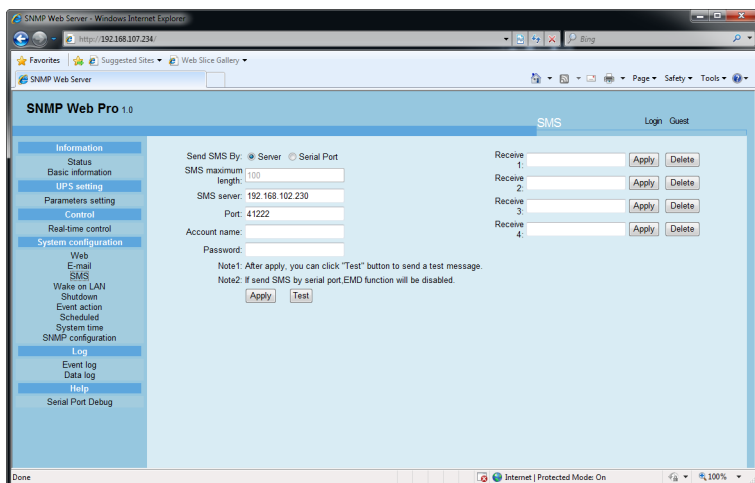 SNMP Web Server - Windows Internet Explorer
http://192.168.107.234/
Bing
Favorites
Suggested Sites
Web Slice Gallery
SNMP Web Server
Page
Safety
Tools
SNMP Web Pro 1.0
SMS
Login Guest
Information
Status
Basic information
UPS setting
Parameters setting
Control
Real-time control
System configuration
Web
E-mail
SMS
Wake on LAN
Shutdown
Event action
Scheduled
System time
SNMP configuration
Log
Event log
Data log
Help
Serial Port Debug
Send SMS By: Server Serial Port
SMS maximum
length: 100
SMS server: 192.168.102.230
Port: 41222
Account name:
Password:
Note1: After apply, you can click "Test" button to send a test message.
Note2: If send SMS by serial port,EMD function will be disabled.
Apply Test
Receive
1: Apply Delete
Receive
2: Apply Delete
Receive
3: Apply Delete
Receive
4: Apply Delete
Done
Internet | Protected Mode: On
100%